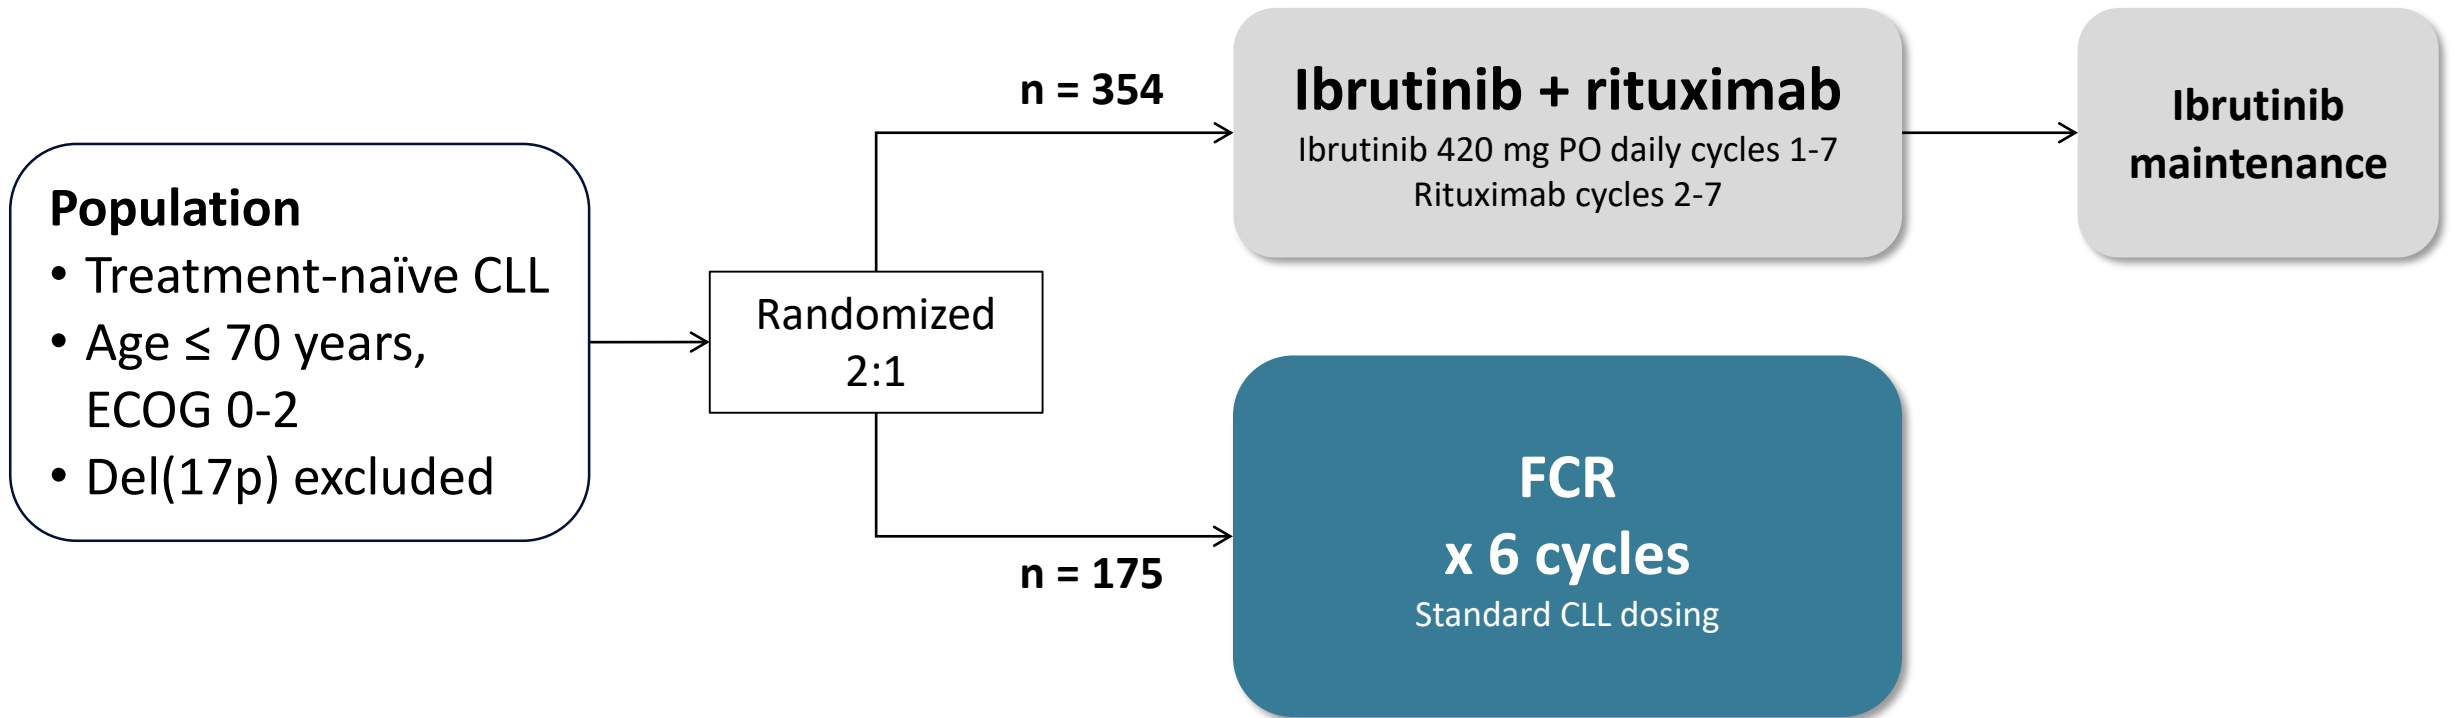 Population
• Treatment-naïve CLL
• Age ≤ 70 years,
ECOG 0-2
• Del(17p) excluded
Randomized
2:1
n = 354
Ibrutinib + rituximab
Ibrutinib 420 mg PO daily cycles 1-7
Rituximab cycles 2-7
Ibrutinib
maintenance
n = 175
FCR
x 6 cycles
Standard CLL dosing